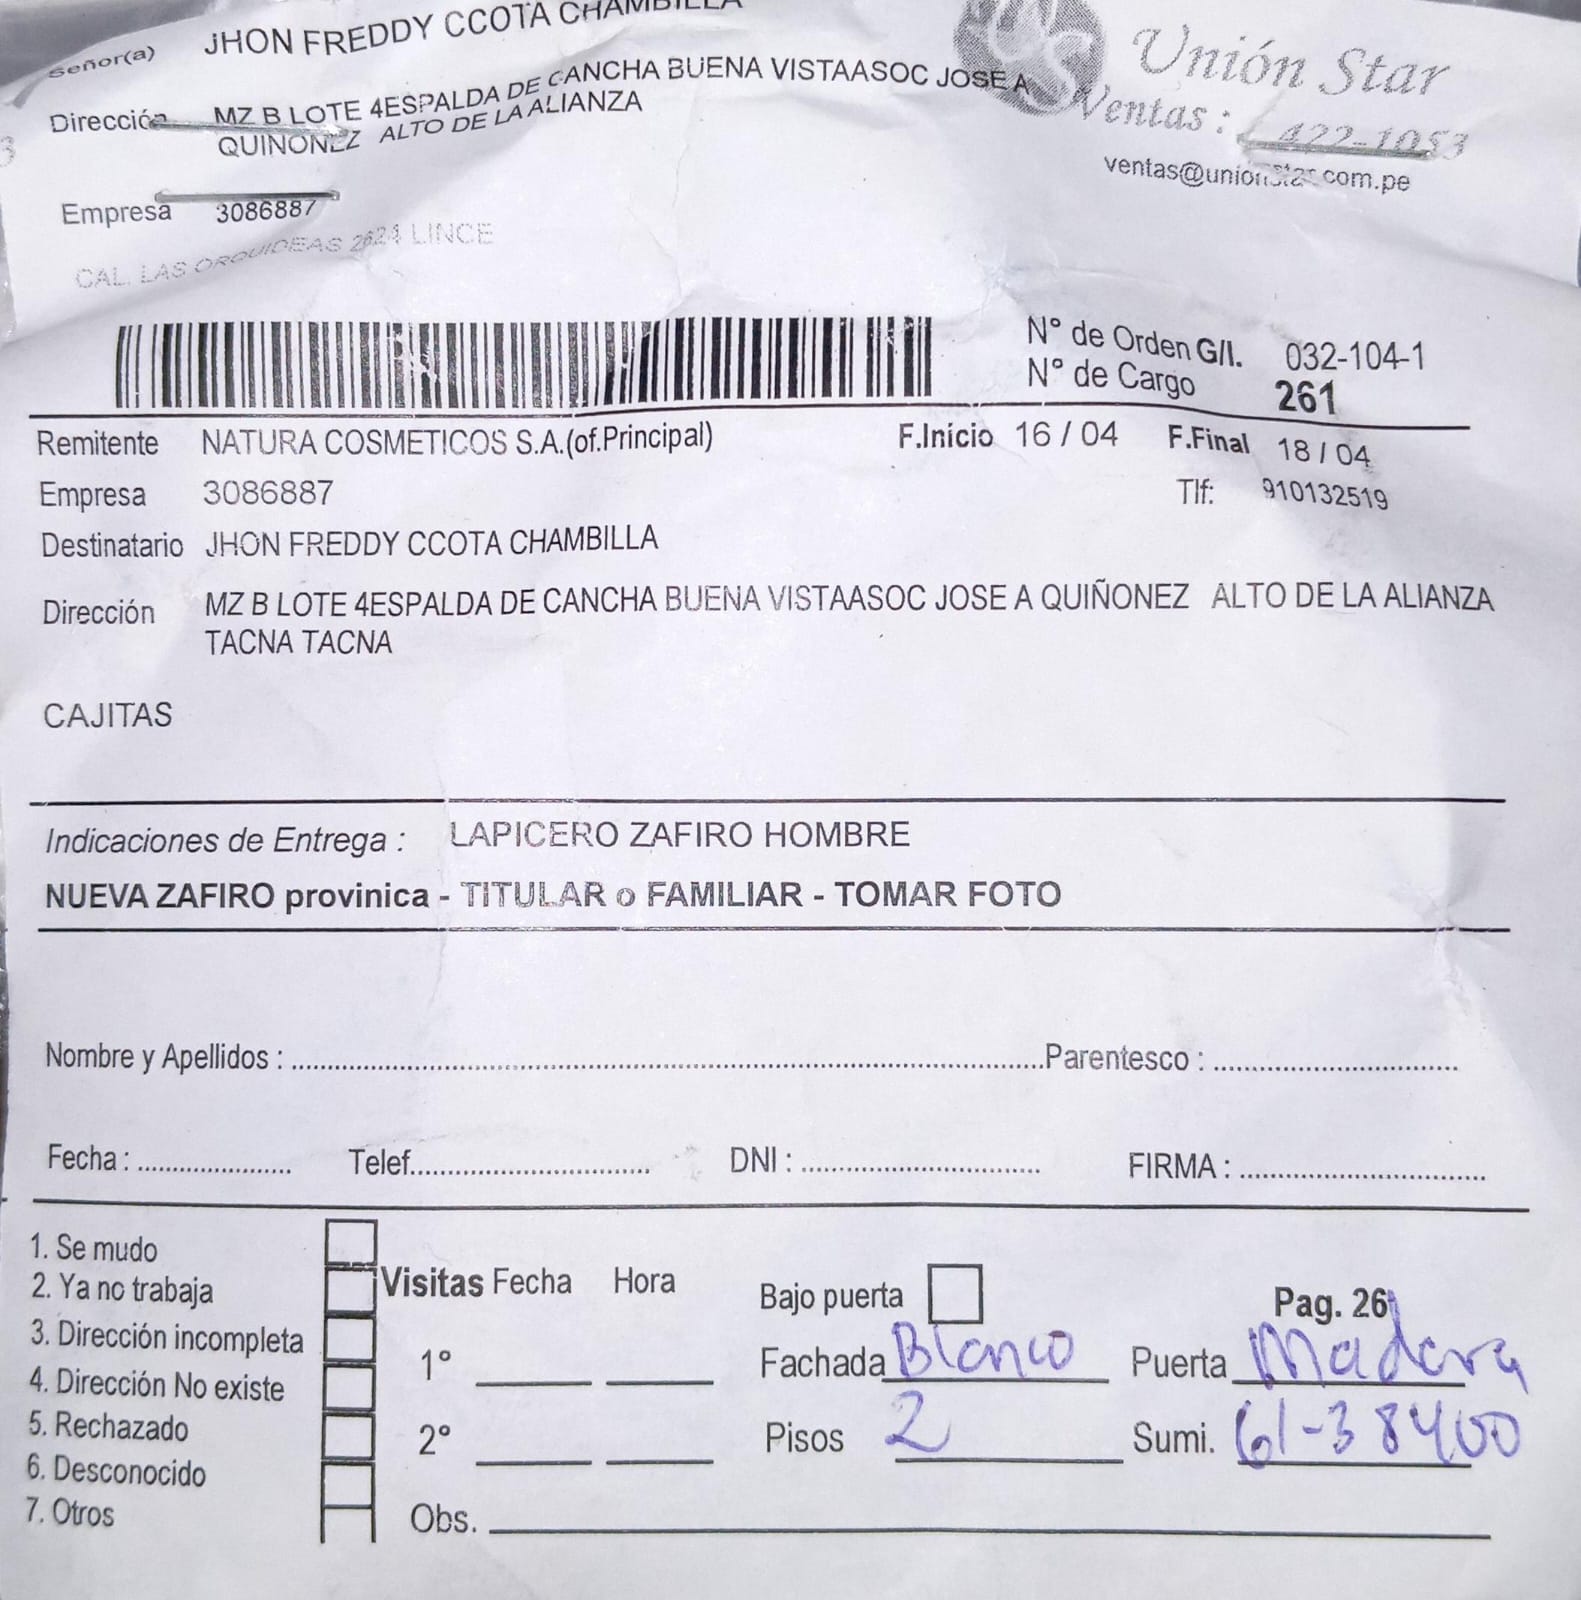 Señor(a) JHON FREDDY CCOTA CHAMBILLA
Unión Star
Dirección MZ B LOTE 4ESPALDA DE CANCHA BUENA VISTAASOC JOSE A
QUIÑONEZ ALTO DE LA ALIANZA
Ventas : 422-1053
ventas@unionstar.com.pe
Empresa 3086887
CAL. LAS ORQUIDEAS LINCE
N° de Orden G/I. 032-104-1
N° de Cargo 261
Remitente NATURA COSMETICOS S.A.(of.Principal) F.Inicio 16 / 04 F.Final 18 / 04
Empresa 3086887 Tlf: 910132519
Destinatario JHON FREDDY CCOTA CHAMBILLA
Dirección MZ B LOTE 4ESPALDA DE CANCHA BUENA VISTAASOC JOSE A QUIÑONEZ ALTO DE LA ALIANZA
TACNA TACNA
CAJITAS
Indicaciones de Entrega : LAPICERO ZAFIRO HOMBRE
NUEVA ZAFIRO provinica - TITULAR o FAMILIAR - TOMAR FOTO
Nombre y Apellidos : Parentesco :
Fecha : Telef. DNI : FIRMA :
1. Se mudo
2. Ya no trabaja
3. Dirección incompleta
4. Dirección No existe
5. Rechazado
6. Desconocido
7. Otros
Visitas Fecha Hora
1°
2°
Obs.
Bajo puerta Pag. 261
Fachada Blanco Puerta Madera
Pisos 2 Sumi. 61-38400